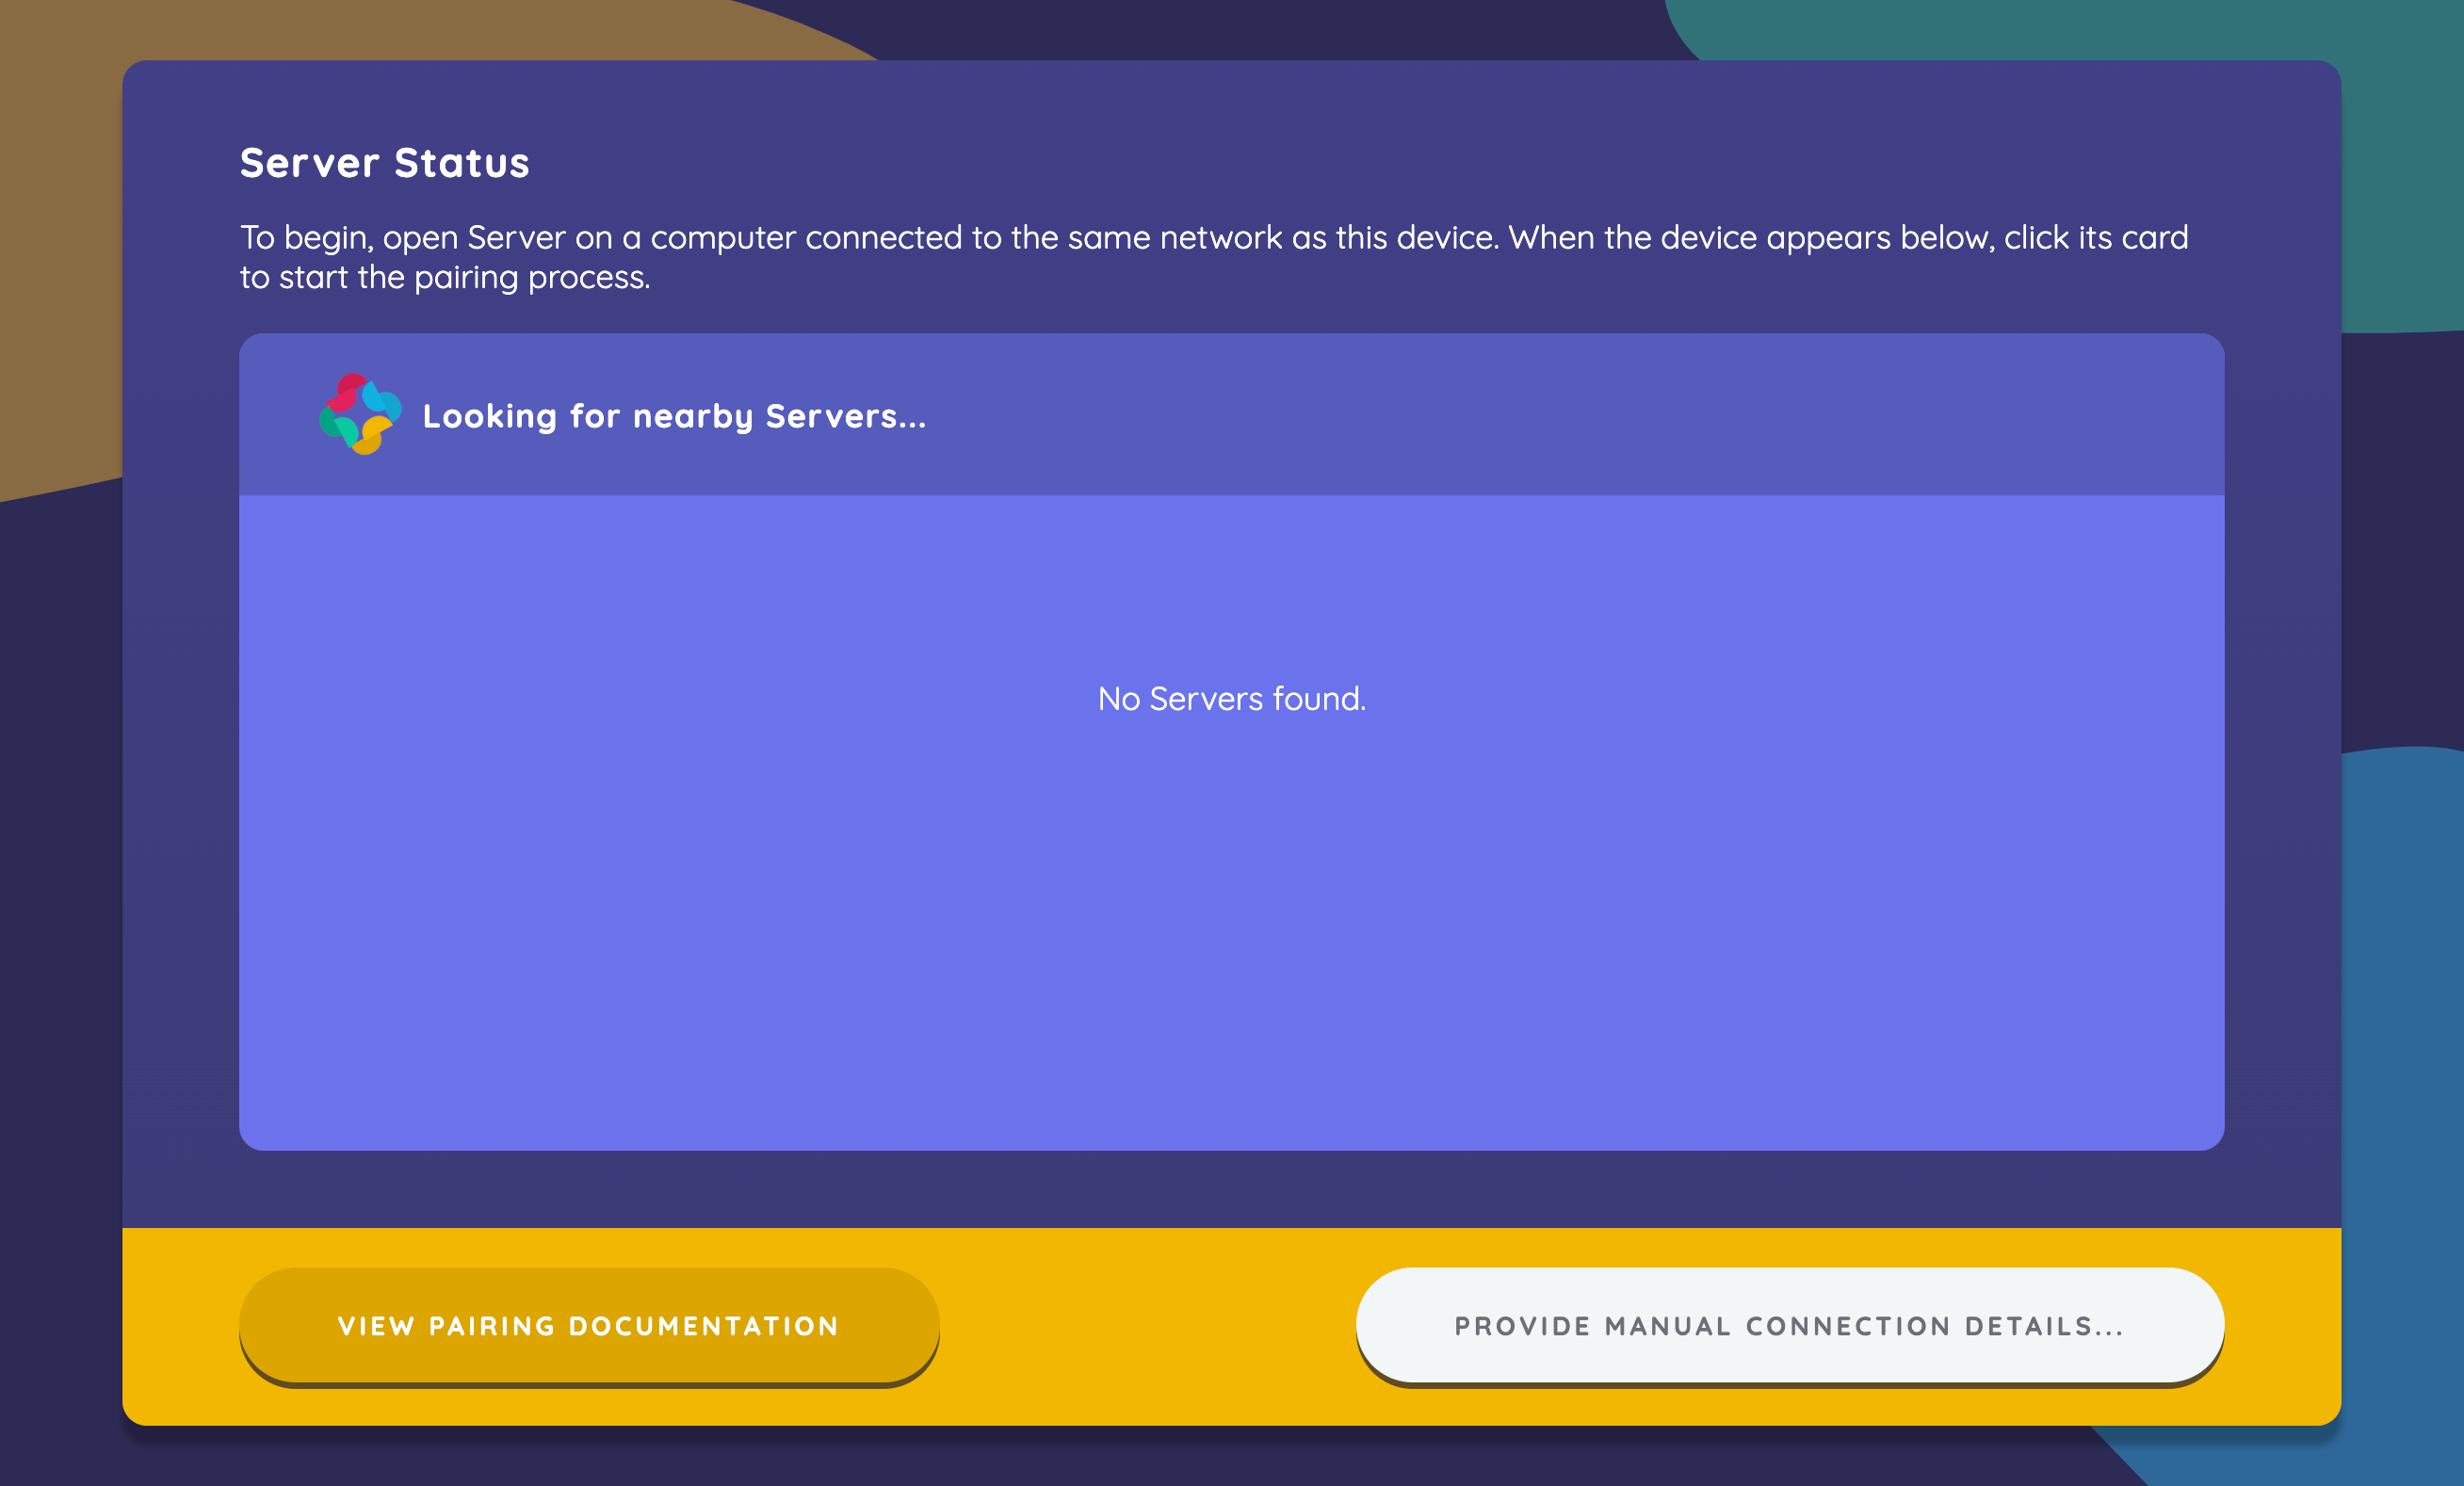 Server Status
To begin, open Server on a computer connected to the same network as this device. When the device appears below, click its card
to start the pairing process.
Looking for nearby Servers...
No Servers found.
VIEW PAIRING DOCUMENTATION
PROVIDE MANUAL CONNECTION DETAILS...